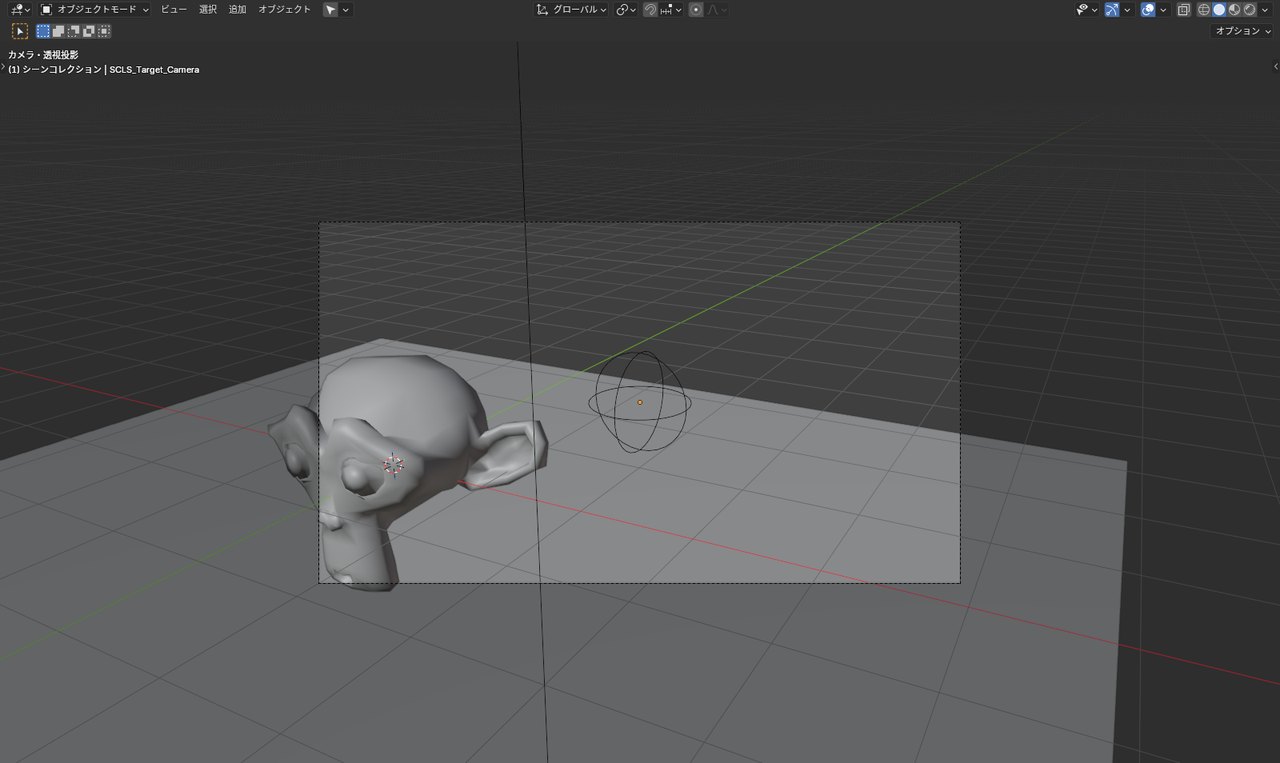 オブジェクトモード ビュー 選択 追加 オブジェクト グローバル
オプション
カメラ・透視投影
(1) シーンコレクション | SCLS_Target_Camera